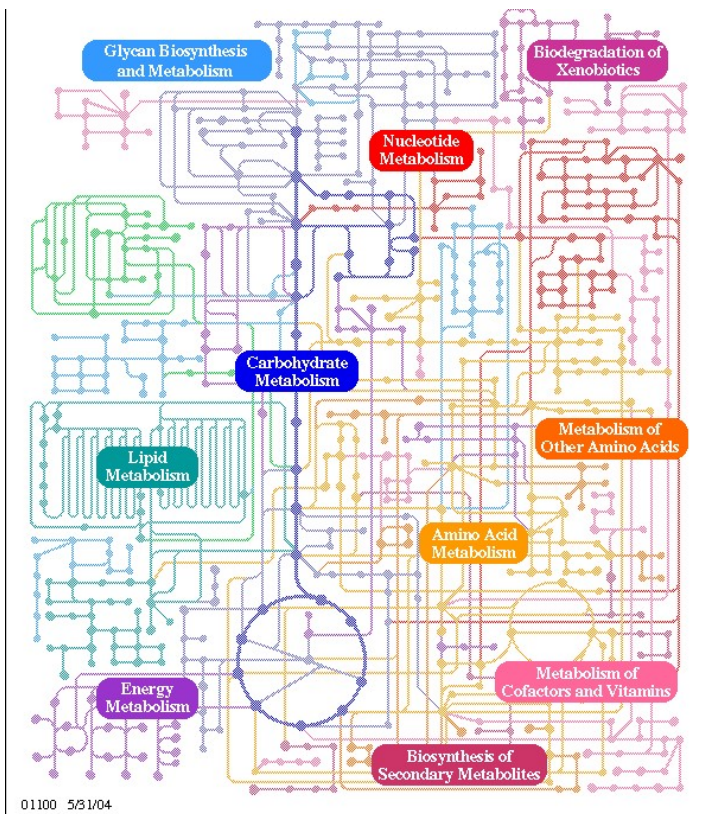 Glycan Biosynthesis
and Metabolism
Biodegradation of
Xenobiotics
Nucleotide
Metabolism
Carbohydrate
Metabolism
Lipid
Metabolism
Metabolism of
Other Amino Acids
Amino Acid
Metabolism
Metabolism of
Cofactors and Vitamins
Energy
Metabolism
Biosynthesis of
Secondary Metabolites
01100 5/31/04